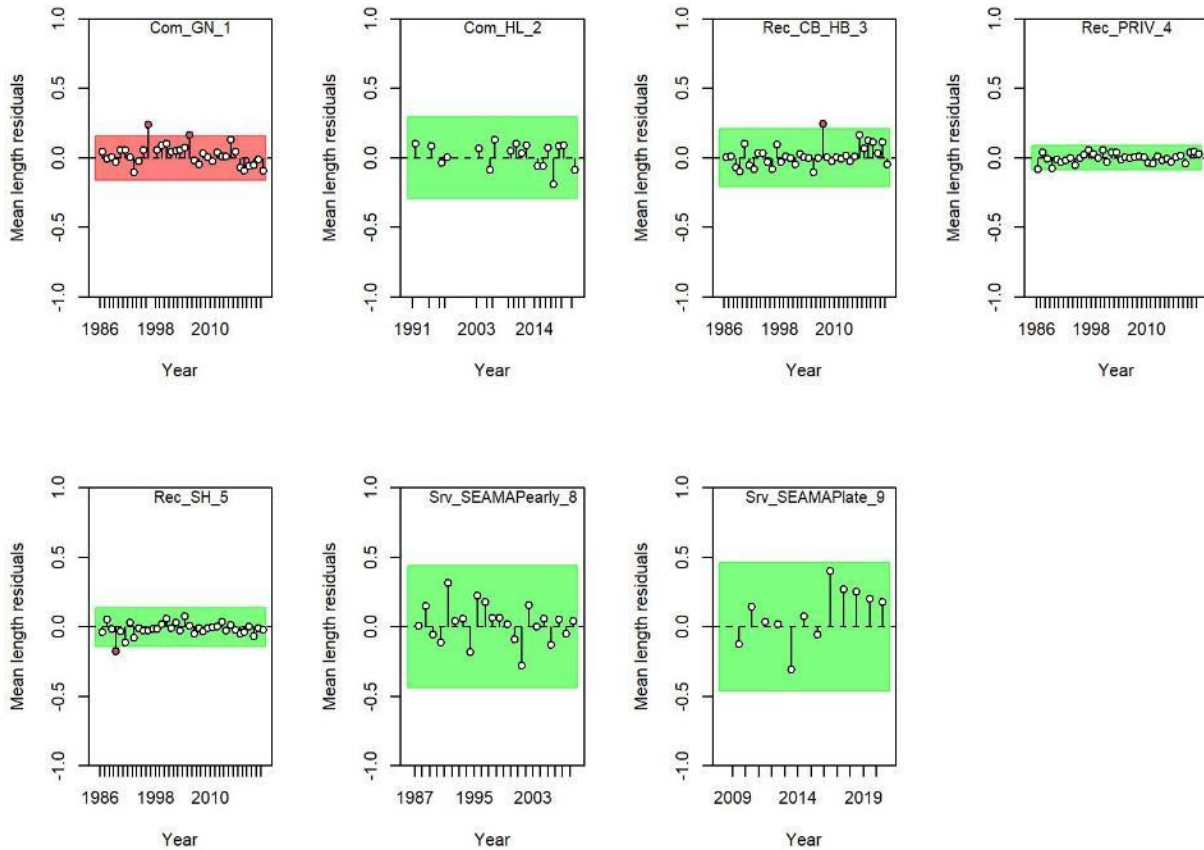 Com_GN_1
Mean length residuals
1.0
0.5
0.0
-0.5
-1.0
1986 1998 2010
Year
Com_HL_2
Mean length residuals
1.0
0.5
0.0
-0.5
-1.0
1991 2003 2014
Year
Rec_CB_HB_3
Mean length residuals
1.0
0.5
0.0
-0.5
-1.0
1986 1998 2010
Year
Rec_PRIV_4
Mean length residuals
1.0
0.5
0.0
-0.5
-1.0
1986 1998 2010
Year
Rec_SH_5
Mean length residuals
1.0
0.5
0.0
-0.5
-1.0
1986 1998 2010
Year
Srv_SEAMAPearly_8
Mean length residuals
1.0
0.5
0.0
-0.5
-1.0
1987 1995 2003
Year
Srv_SEAMAPlate_9
Mean length residuals
1.0
0.5
0.0
-0.5
-1.0
2009 2014 2019
Year